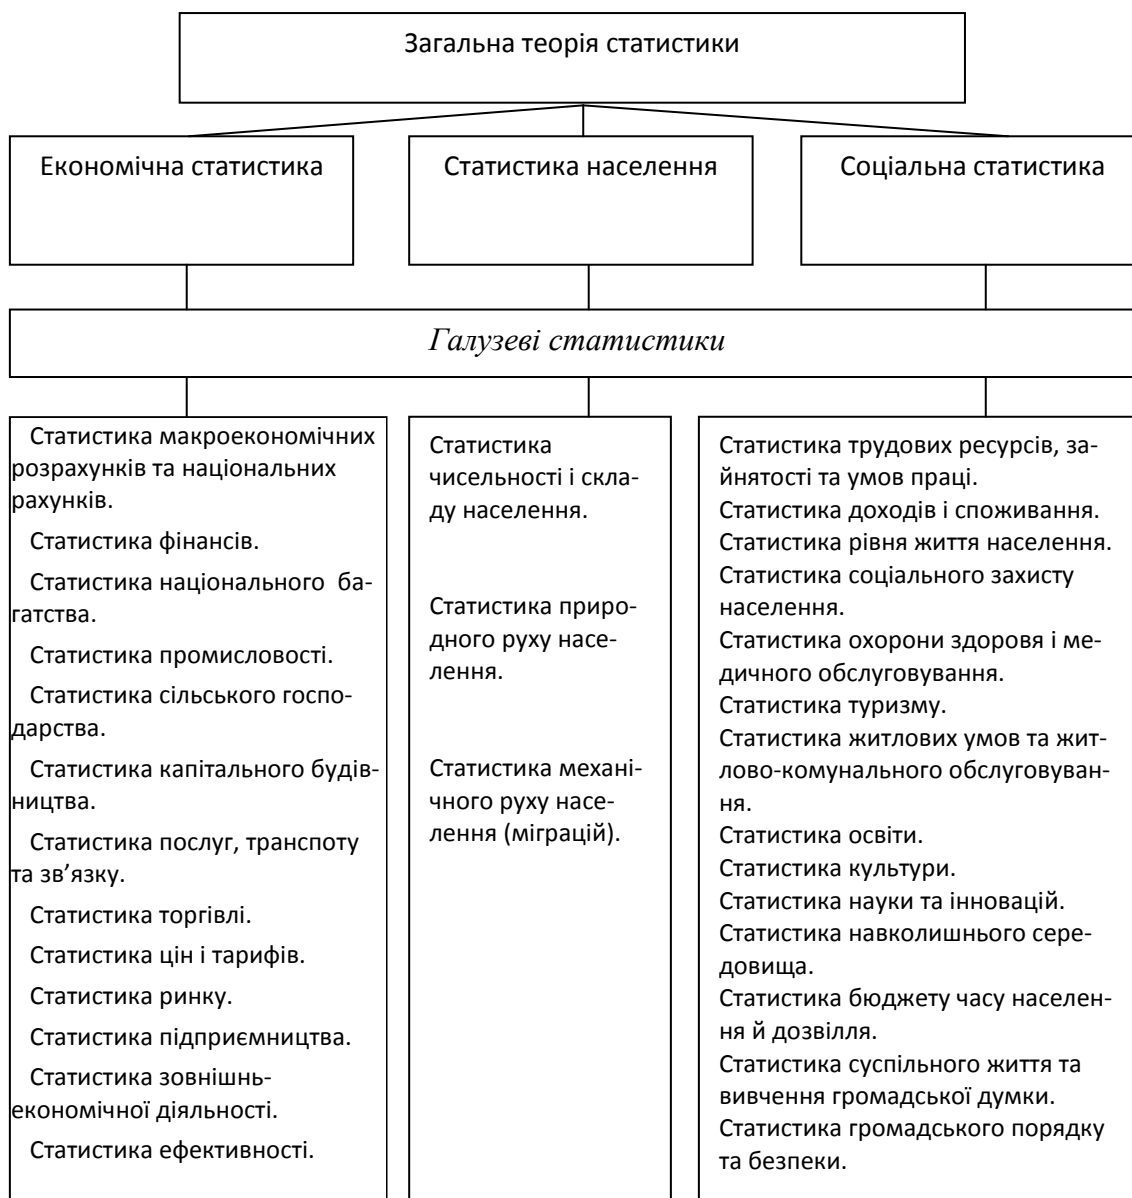 Загальна теорія статистики
Економічна статистика
Статистика населення
Соціальна статистика
Галузеві статистики
Статистика макроекономічних
розрахунків та національних
рахунків.
Статистика фінансів.
Статистика національного ба-
гатства.
Статистика промисловості.
Статистика сільського госпо-
дарства.
Статистика капітального будів-
ництва.
Статистика послуг, транспоту
та зв’язку.
Статистика торгівлі.
Статистика цін і тарифів.
Статистика ринку.
Статистика підприємництва.
Статистика зовнішнь-
економічної діяльності.
Статистика ефективності.
Статистика
чисельності і скла-
ду населення.
Статистика приро-
дного руху насе-
лення.
Статистика механі-
чного руху насе-
лення (міграцій).
Статистика трудових ресурсів, за-
йнятості та умов праці.
Статистика доходів і споживання.
Статистика рівня життя населення.
Статистика соціального захисту
населення.
Статистика охорони здоровя і ме-
дичного обслуговування.
Статистика туризму.
Статистика житлових умов та жит-
лово-комунального обслуговуван-
ня.
Статистика освіти.
Статистика культури.
Статистика науки та інновацій.
Статистика навколишнього сере-
довища.
Статистика бюджету часу населен-
ня й дозвілля.
Статистика суспільного життя та
вивчення громадської думки.
Статистика громадського порядку
та безпеки.